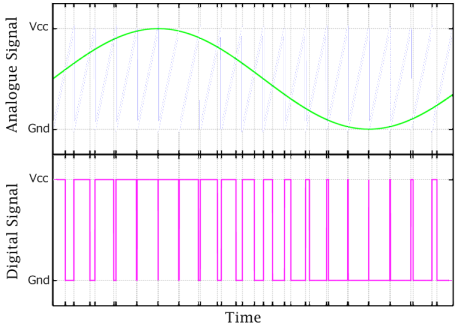 Analogue Signal
Vcc
Gnd
Digital Signal
Vcc
Gnd
Time